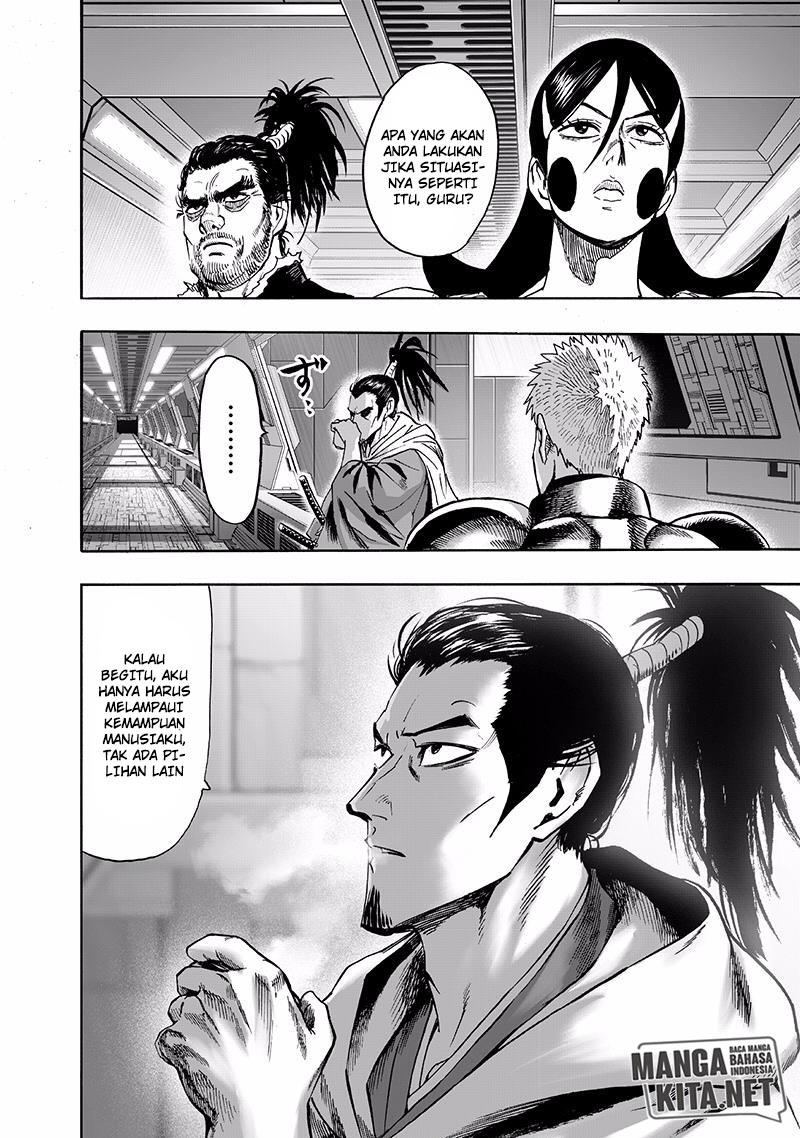 APA YANG AKAN
ANDA LAKUKAN
JIKA SITUASI-
NYA SEPERTI
ITU, GURU?
ず...
........
KALAU
BEGITU, AKU
HANYA HARUS
MELAMPAUI
KEMAMPUAN
MANUSIAKU,
TAK ADA PI-
LIHAN LAIN
MANGA BACA MANGA
BAHASA
INDONESIA
KITA.NET